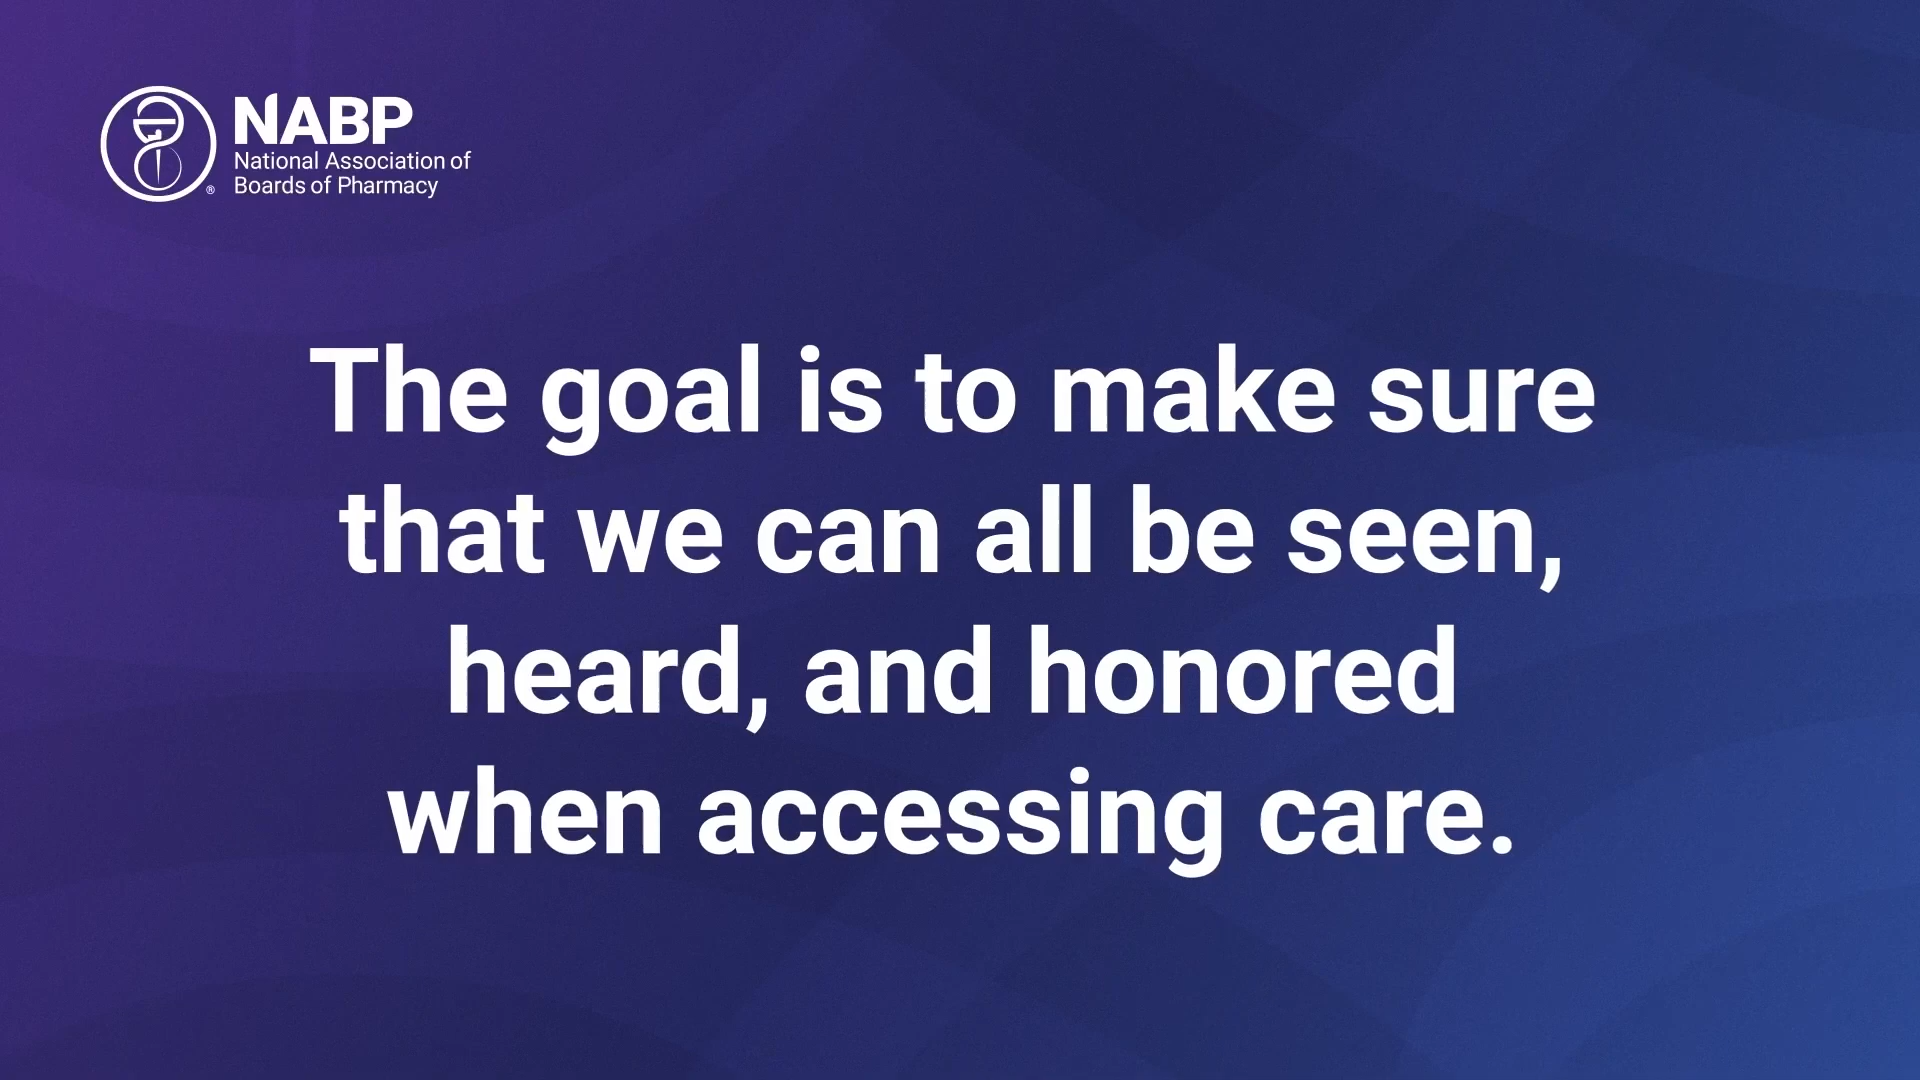 NABP
National Association of
Boards of Pharmacy
®
The goal is to make sure
that we can all be seen,
heard, and honored
when accessing care.